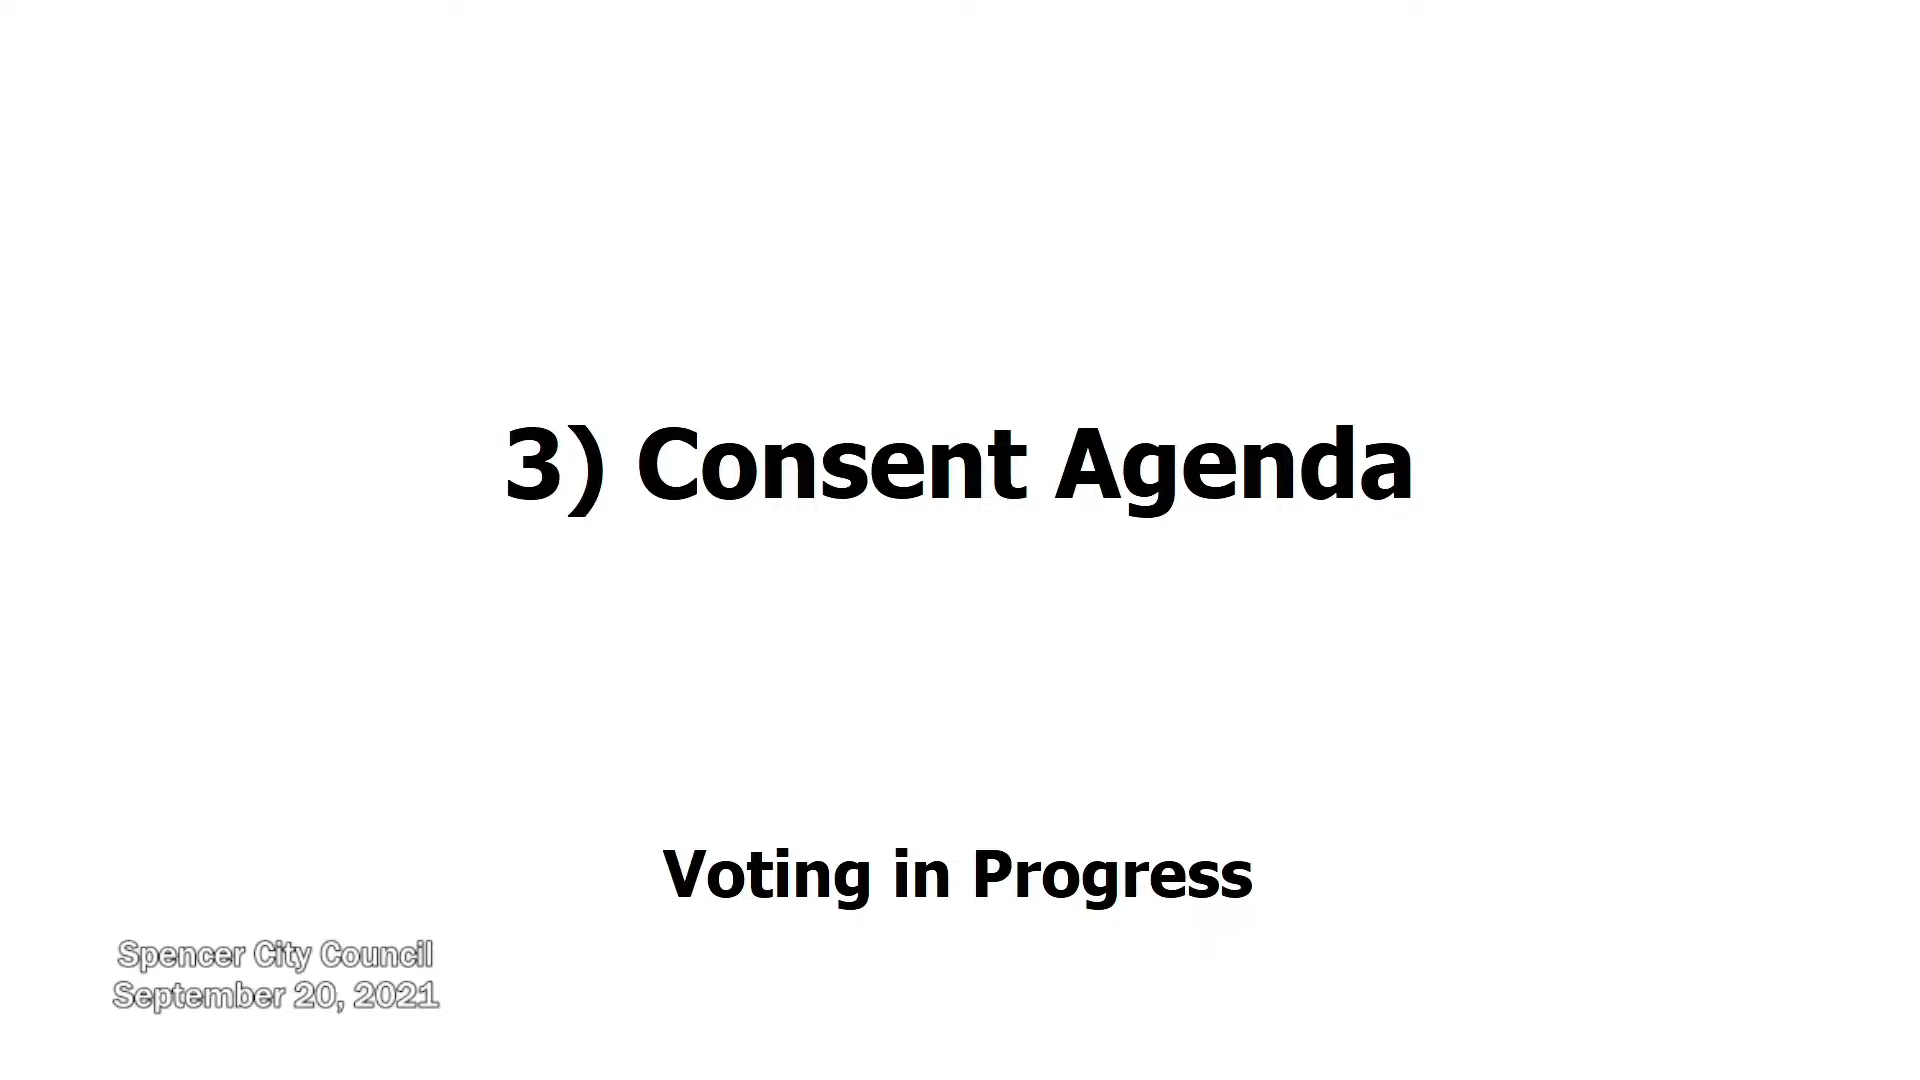 3) Consent Agenda
Voting in Progress
Spencer City Council
September 20, 2021